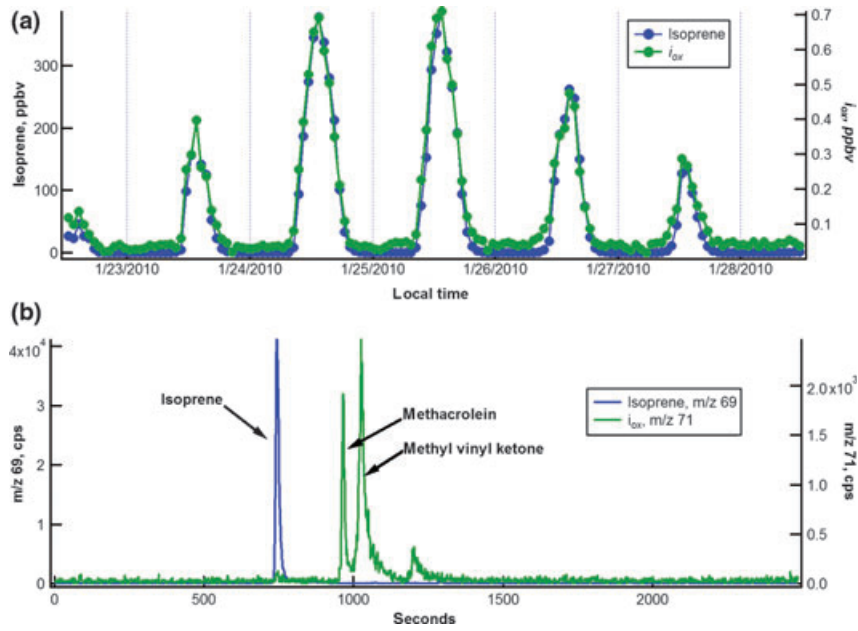 (a)
Isoprene, ppbv
300
200
100
0
Isoprene
iox
0.7
0.6
0.5
0.4
0.3
0.2
0.1
iox, ppbv
1/23/2010
1/24/2010
1/25/2010
1/26/2010
1/27/2010
1/28/2010
Local time
(b)
m/z 69, cps
4x10⁴
3
2
1
0
Isoprene
Methacrolein
Methyl vinyl ketone
Isoprene, m/z 69
iox, m/z 71
2.0x10³
1.5
1.0
0.5
0.0
m/z 71, cps
0
500
1000
1500
2000
Seconds